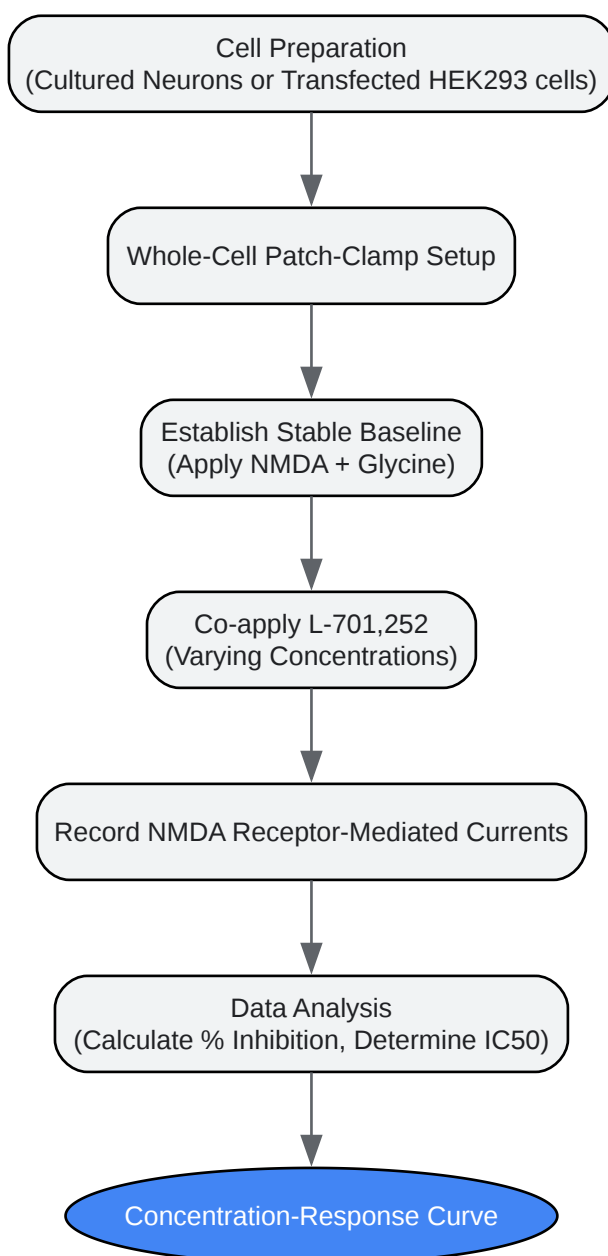 Cell Preparation
(Cultured Neurons or Transfected HEK293 cells)
Whole-Cell Patch-Clamp Setup
Establish Stable Baseline
(Apply NMDA + Glycine)
Co-apply L-701,252
(Varying Concentrations)
Record NMDA Receptor-Mediated Currents
Data Analysis
(Calculate % Inhibition, Determine IC50)
Concentration-Response Curve